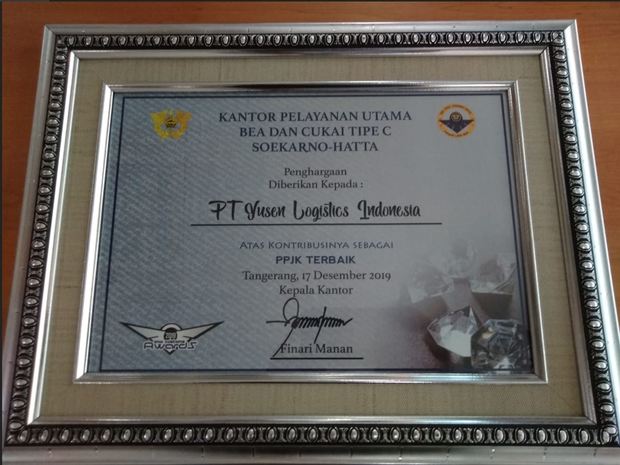 KANTOR PELAYANAN UTAMA
BEA DAN CUKAI TIPE C
SOEKARNO-HATTA
Penghargaan
Diberikan Kepada :
PT Yusen Logistics Indonesia
ATAS KONTRIBUSINYA SEBAGAI
PPJK TERBAIK
Tangerang, 17 Desember 2019
Kepala Kantor
Finari Manan
AWARDS